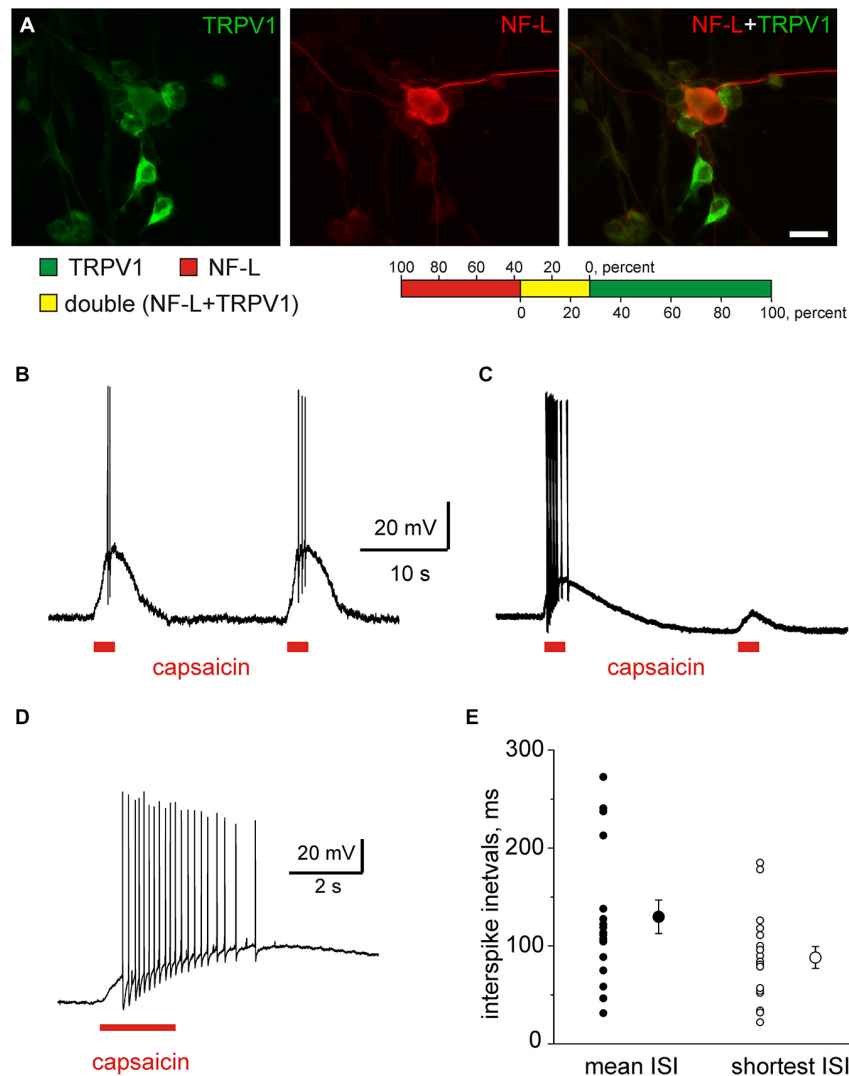 A TRPV1 NF-L NF-L+TRPV1
TRPV1 NF-L
double (NF-L+TRPV1)
100 80 60 40 20 0, percent
0 20 40 60 80 100, percent
B
20 mV
10 s
capsaicin
C
capsaicin
D
20 mV
2 s
capsaicin
E
interspike inetvals, ms
300
200
100
0
mean ISI shortest ISI